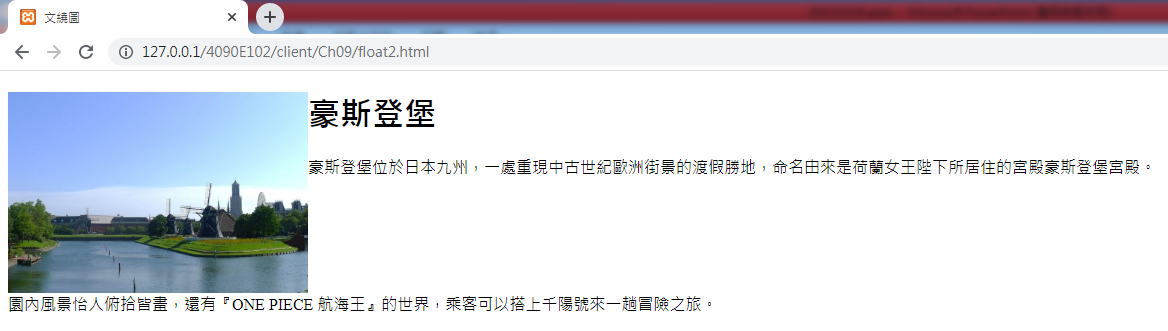 文繞圖
127.0.0.1/4090E102/client/Ch09/float2.html
豪斯登堡
豪斯登堡位於日本九州，一處重現中古世紀歐洲街景的渡假勝地，命名由來是荷蘭女王陛下所居住的宮殿豪斯登堡宮殿。
園內風景怡人俯拾皆畫，還有『ONE PIECE 航海王』的世界，乘客可以搭上千陽號來一趟冒險之旅。